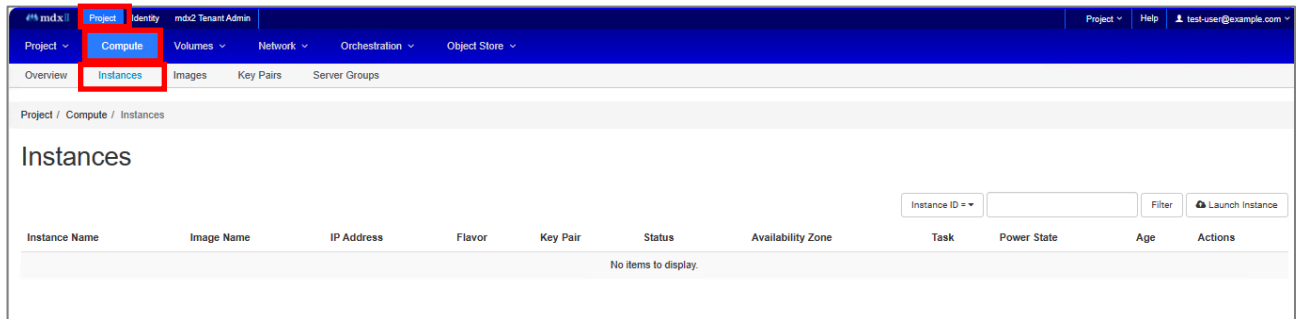 mdx II Project Identity mdx2 Tenant Admin Project Help test-user@example.com
Project Compute Volumes Network Orchestration Object Store
Overview Instances Images Key Pairs Server Groups
Project / Compute / Instances
Instances
Instance ID = Filter Launch Instance
Instance Name Image Name IP Address Flavor Key Pair Status Availability Zone Task Power State Age Actions
No items to display.